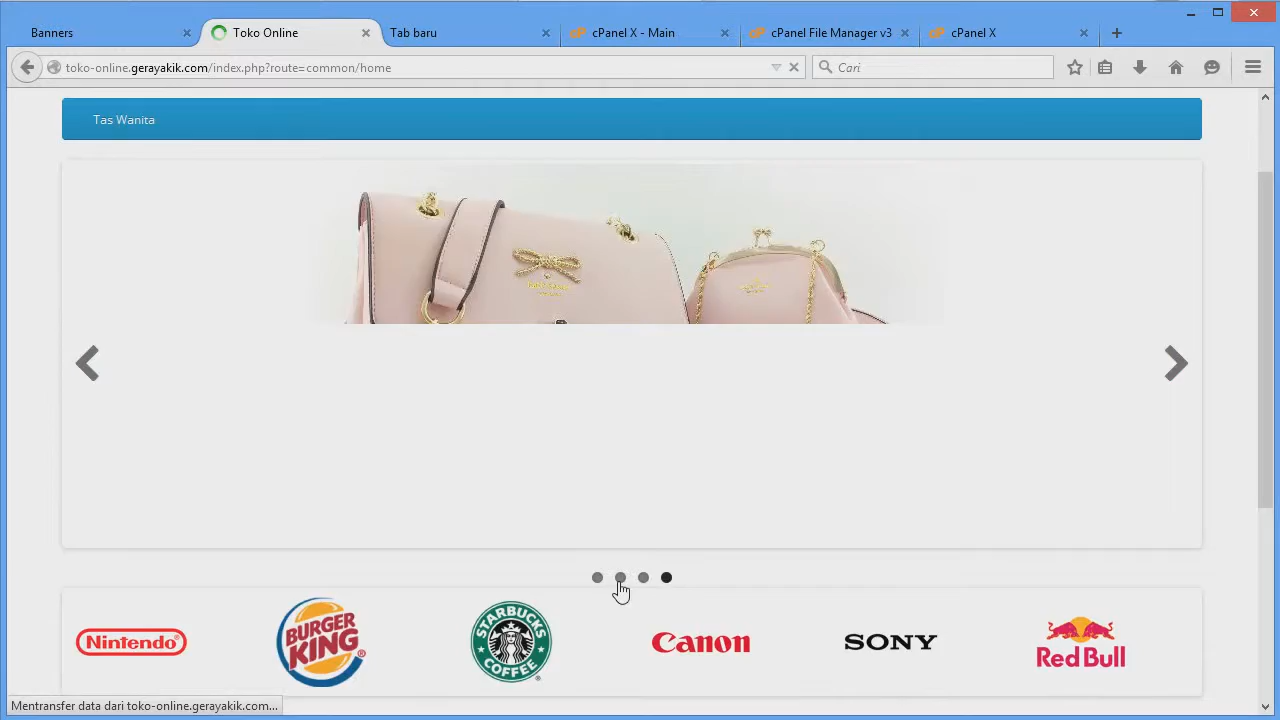 Banners
Toko Online
Tab baru
cPanel X - Main
cPanel File Manager v3
cPanel X
toko-online.gerayakik.com/index.php?route=common/home
Cari
Tas Wanita
Nintendo
BURGER
KING
STARBUCKS
COFFEE
Canon
SONY
Red Bull
Mentransfer data dari toko-online.gerayakik.com...